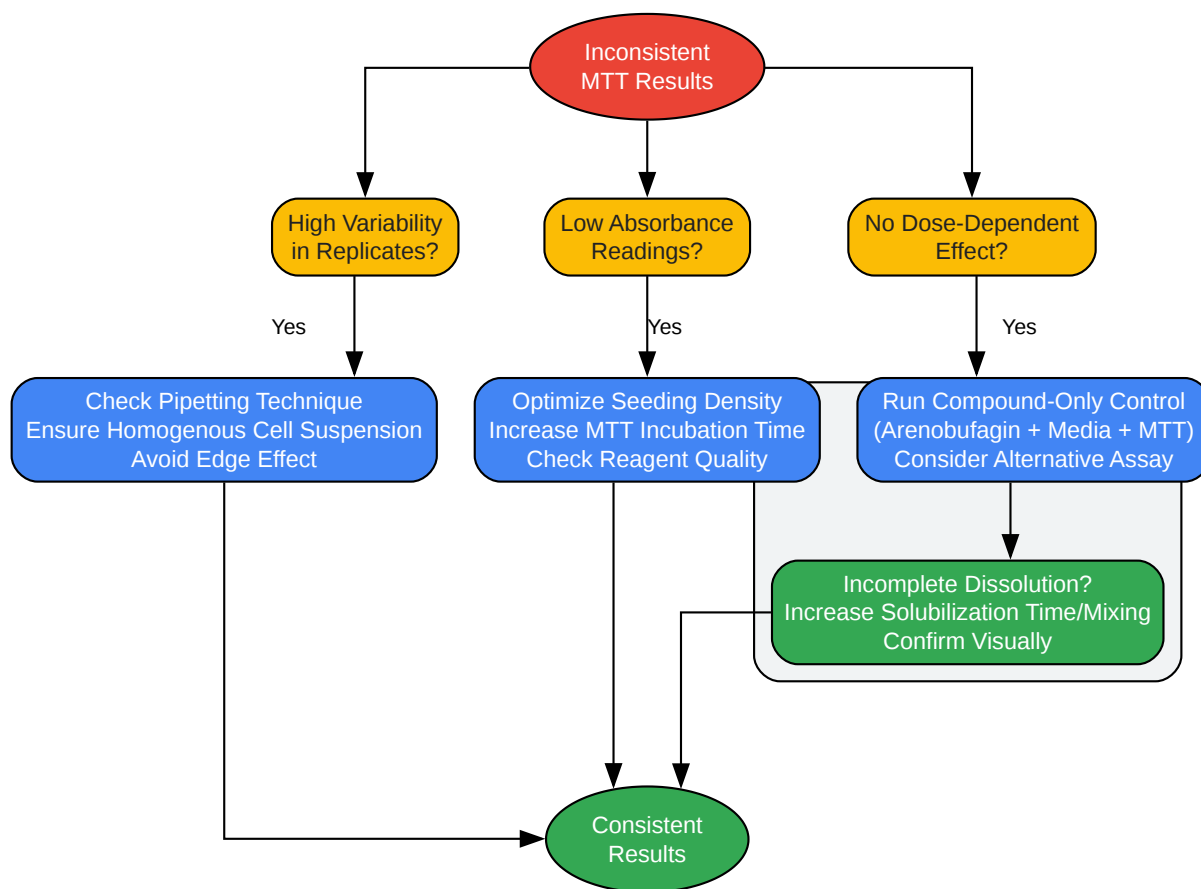 Inconsistent
MTT Results
High Variability
in Replicates?
Low Absorbance
Readings?
No Dose-Dependent
Effect?
Yes
Yes
Yes
Check Pipetting Technique
Ensure Homogenous Cell Suspension
Avoid Edge Effect
Optimize Seeding Density
Increase MTT Incubation Time
Check Reagent Quality
Run Compound-Only Control
(Arenobufagin + Media + MTT)
Consider Alternative Assay
Incomplete Dissolution?
Increase Solubilization Time/Mixing
Confirm Visually
Consistent
Results